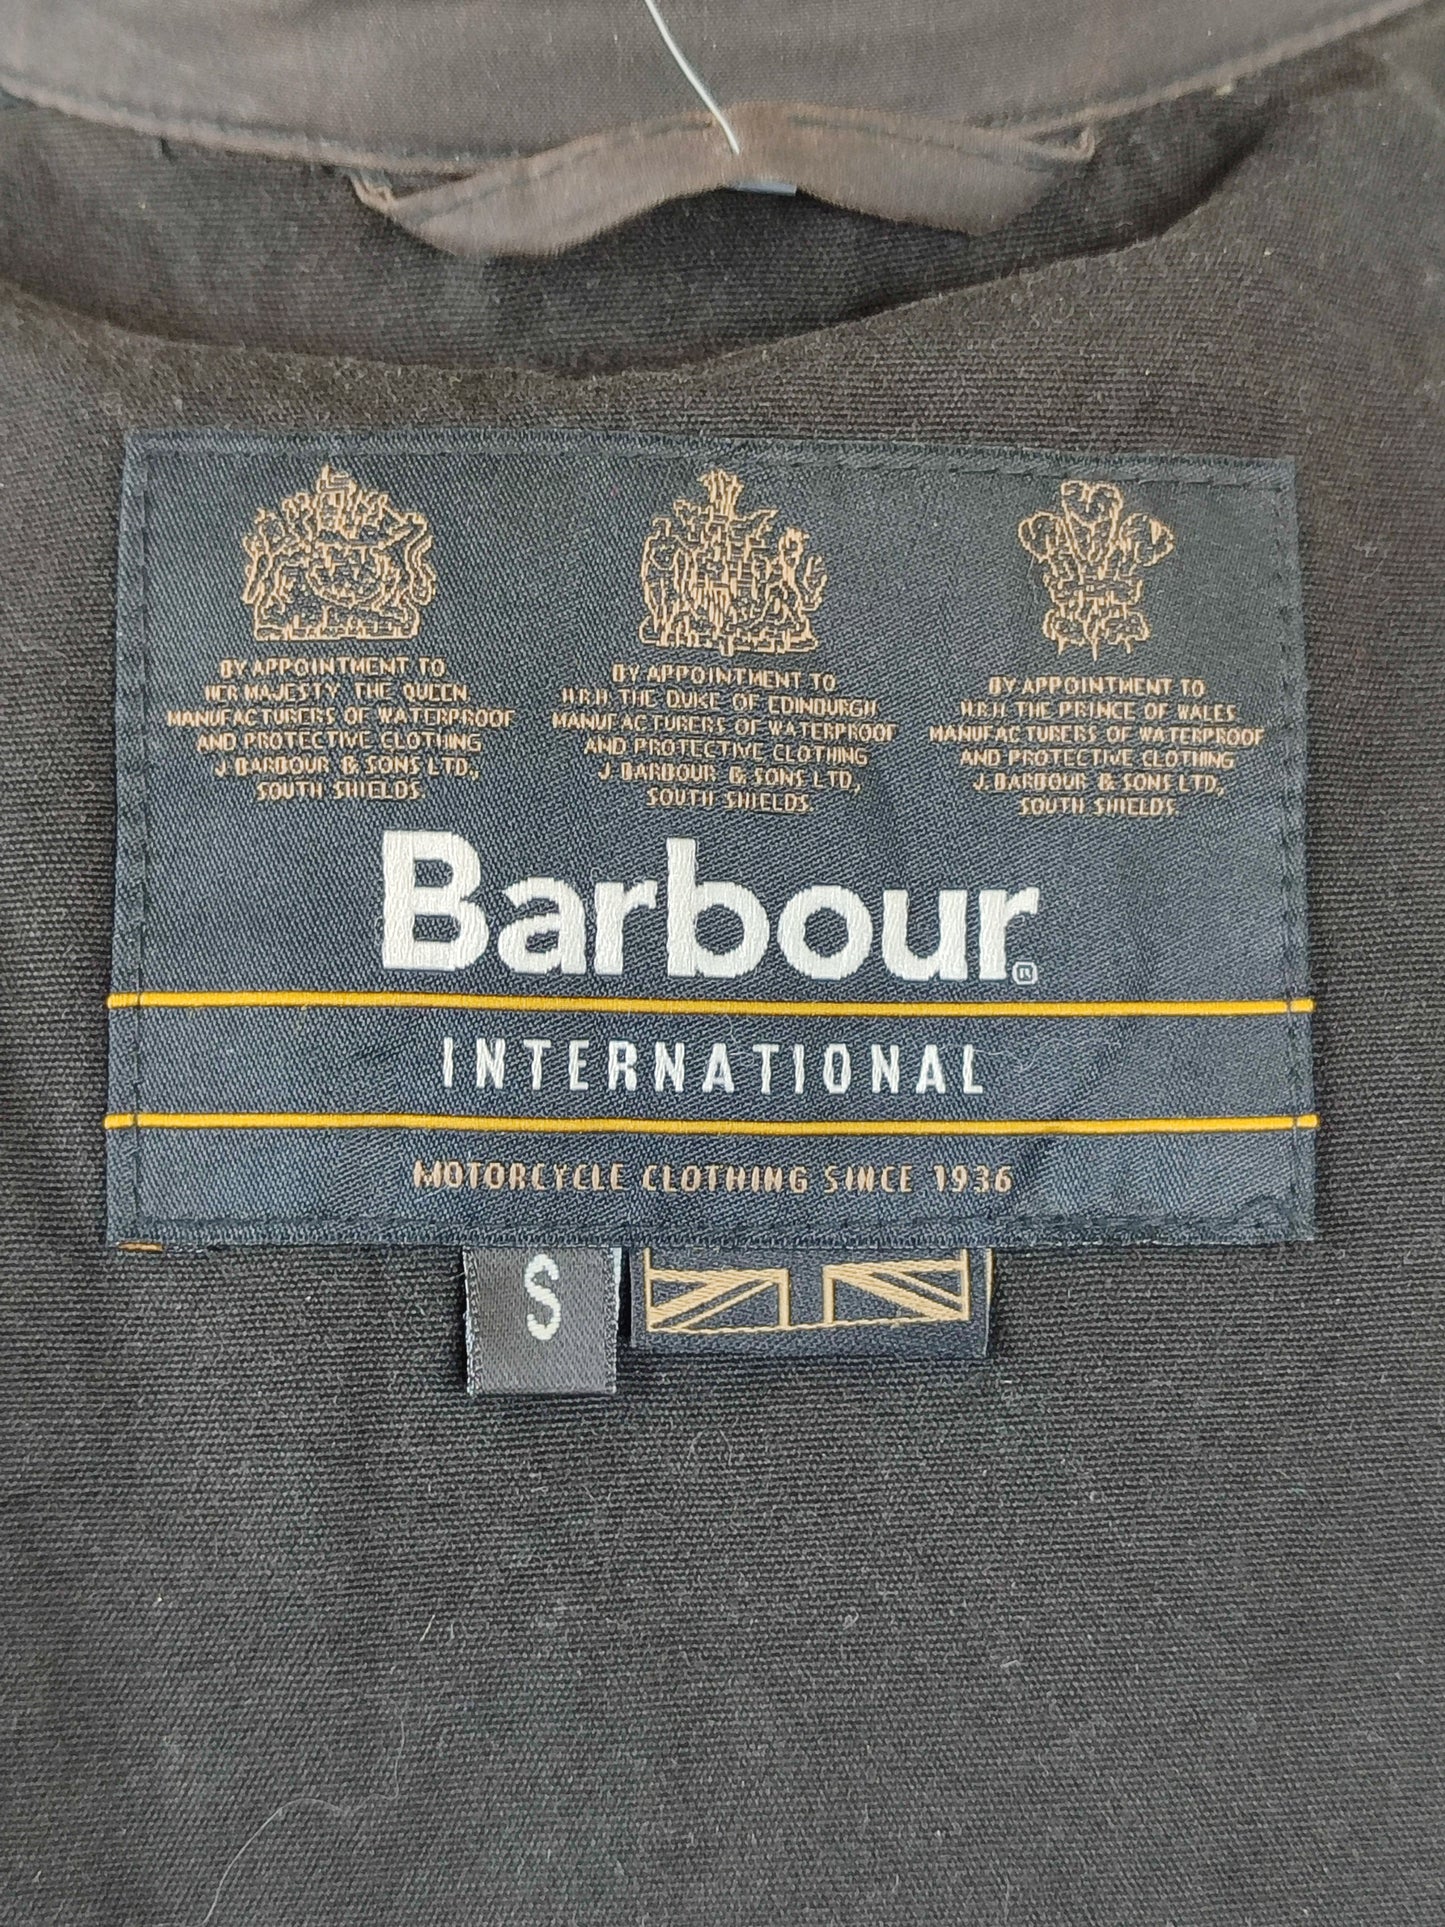 BY APPOINTMENT TO
HER MAJESTY THE QUEEN
MANUFACTURERS OF WATERPROOF
AND PROTECTIVE CLOTHING
J. BARBOUR & SONS LTD.,
SOUTH SHIELDS.
BY APPOINTMENT TO
H.R.H THE DUKE OF EDINBURGH
MANUFACTURERS OF WATERPROOF
AND PROTECTIVE CLOTHING
J. BARBOUR & SONS LTD,
SOUTH SHIELDS.
BY APPOINTMENT TO
H.R.H THE PRINCE OF WALES
MANUFACTURERS OF WATERPROOF
AND PROTECTIVE CLOTHING
J. BARBOUR & SONS LTD,
SOUTH SHIELDS.
Barbour®
INTERNATIONAL
MOTORCYCLE CLOTHING SINCE 1936
S